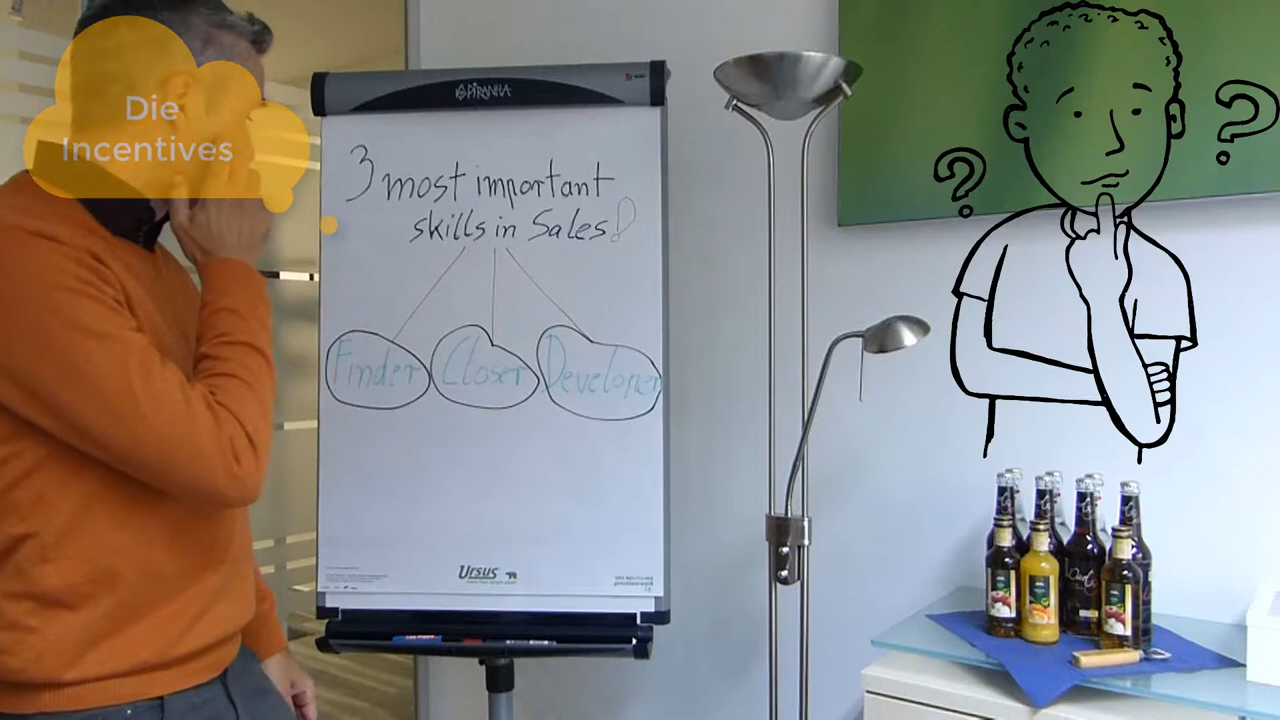 Die
Incentives
PIRANHA
3 most important
skills in Sales!
Finder
Closer
Developer
Ursus
?
?